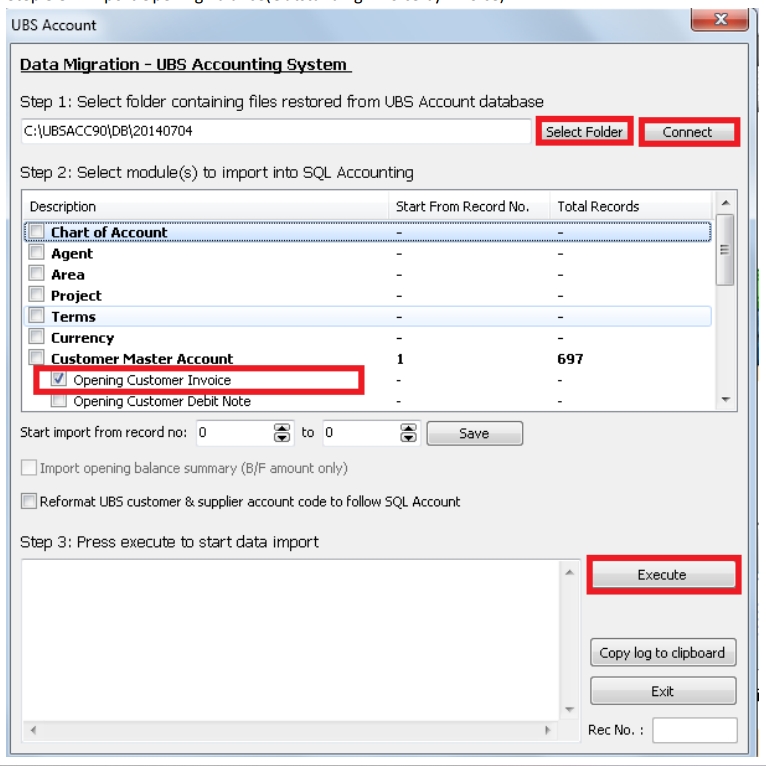 UBS Account
Data Migration - UBS Accounting System
Step 1: Select folder containing files restored from UBS Account database
C:\UBSACC90\DB\20140704 Select Folder Connect
Step 2: Select module(s) to import into SQL Accounting
Description Start From Record No. Total Records
Chart of Account - -
Agent - -
Area - -
Project - -
Terms - -
Currency - -
Customer Master Account 1 697
Opening Customer Invoice - -
Opening Customer Debit Note - -
Start import from record no: 0 to 0 Save
Import opening balance summary (B/F amount only)
Reformat UBS customer & supplier account code to follow SQL Account
Step 3: Press execute to start data import
Execute
Copy log to clipboard
Exit
Rec No. :